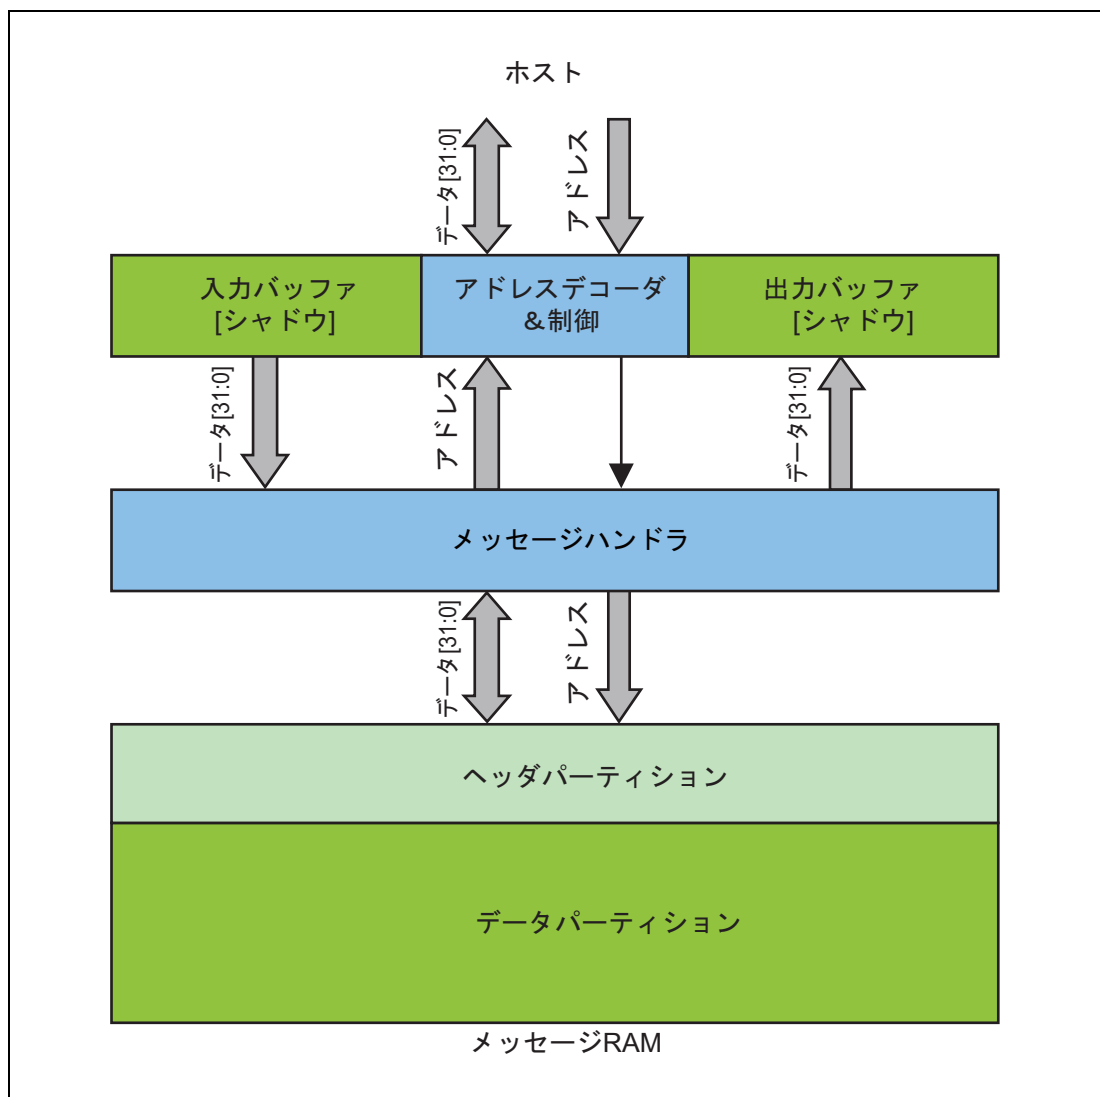 ホスト
データ[31:0]
アドレス
入力バッファ
[シャドウ]
アドレスデコーダ
&制御
出力バッファ
[シャドウ]
データ[31:0]
アドレス
データ[31:0]
メッセージハンドラ
データ[31:0]
アドレス
ヘッダパーティション
データパーティション
メッセージRAM